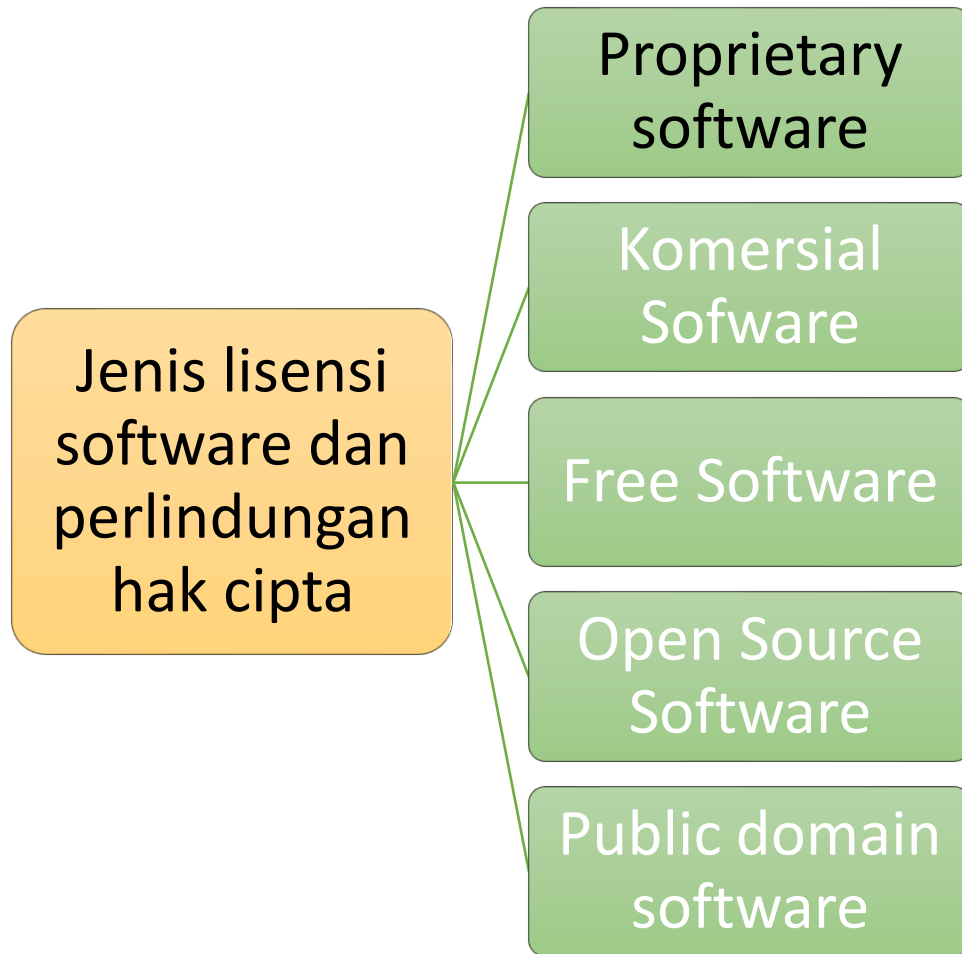 Proprietary
software
Komersial
Sofware
Jenis lisensi
software dan
perlindungan
hak cipta
Free Software
Open Source
Software
Public domain
software